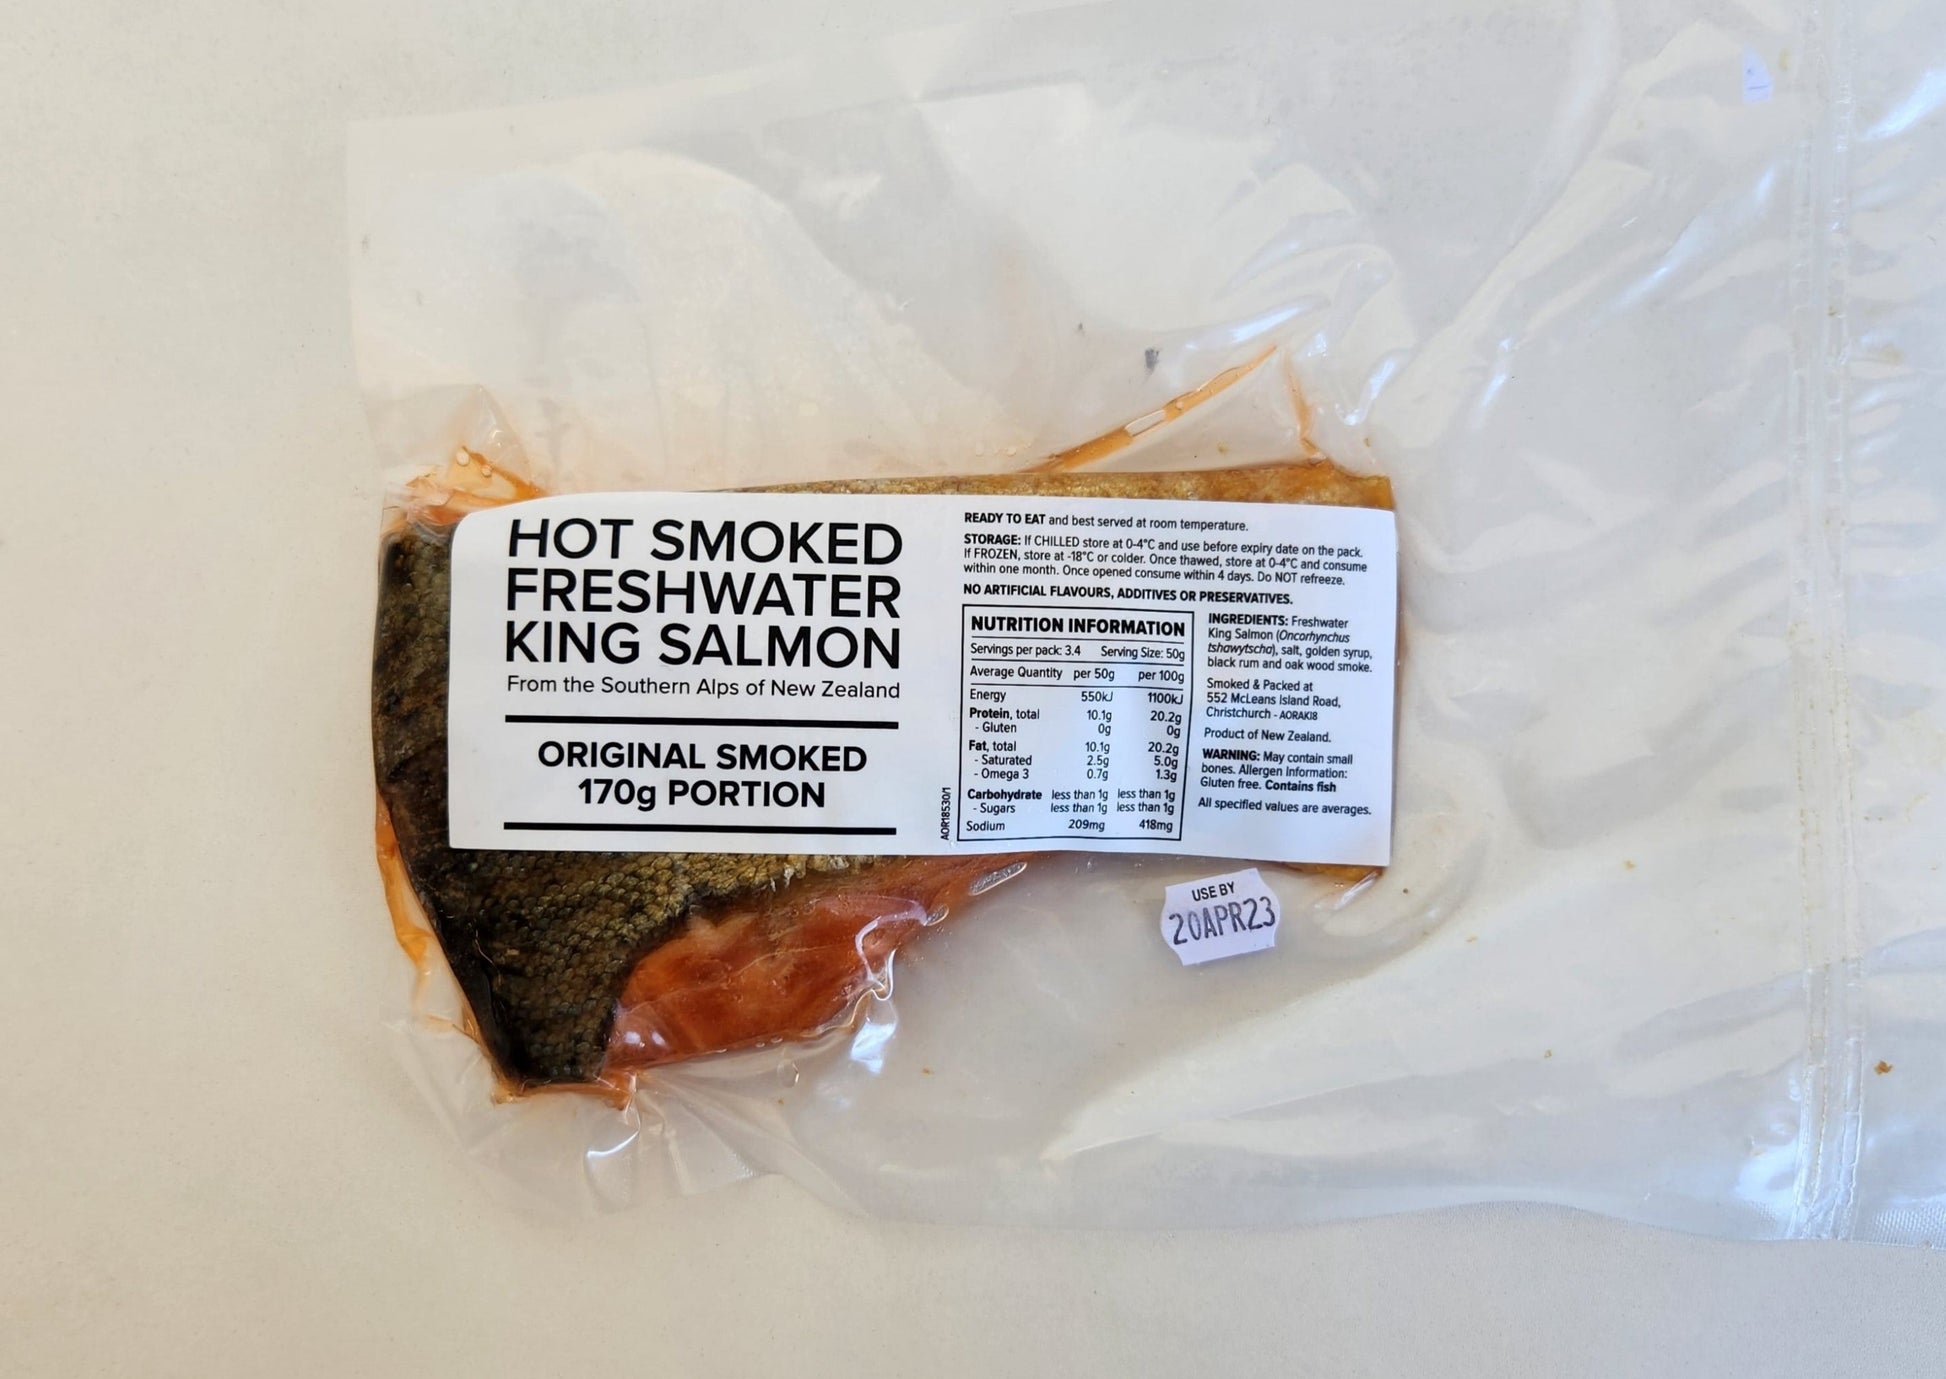 HOT SMOKED
FRESHWATER
KING SALMON
From the Southern Alps of New Zealand
ORIGINAL SMOKED
170g PORTION
READY TO EAT and best served at room temperature.
STORAGE: If CHILLED store at 0-4°C and use before expiry date on the pack.
If FROZEN, store at -18°C or colder. Once thawed, store at 0-4°C and consume
within one month. Once opened consume within 4 days. Do NOT refreeze.
NO ARTIFICIAL FLAVOURS, ADDITIVES OR PRESERVATIVES.
NUTRITION INFORMATION
Servings per pack: 3.4 Serving Size: 50g
Average Quantity per 50g per 100g
Energy 550kJ 1100kJ
Protein, total 10.1g 20.2g
- Gluten 0g 0g
Fat, total 10.1g 20.2g
- Saturated 2.5g 5.0g
- Omega 3 0.7g 1.3g
Carbohydrate less than 1g less than 1g
- Sugars less than 1g less than 1g
Sodium 209mg 418mg
AOR18530/1
INGREDIENTS: Freshwater
King Salmon (Oncorhynchus
tshawytscha), salt, golden syrup,
black rum and oak wood smoke.
Smoked & Packed at
552 McLeans Island Road,
Christchurch - AORAKI8
Product of New Zealand.
WARNING: May contain small
bones. Allergen Information:
Gluten free. Contains fish
All specified values are averages.
USE BY
20APR23